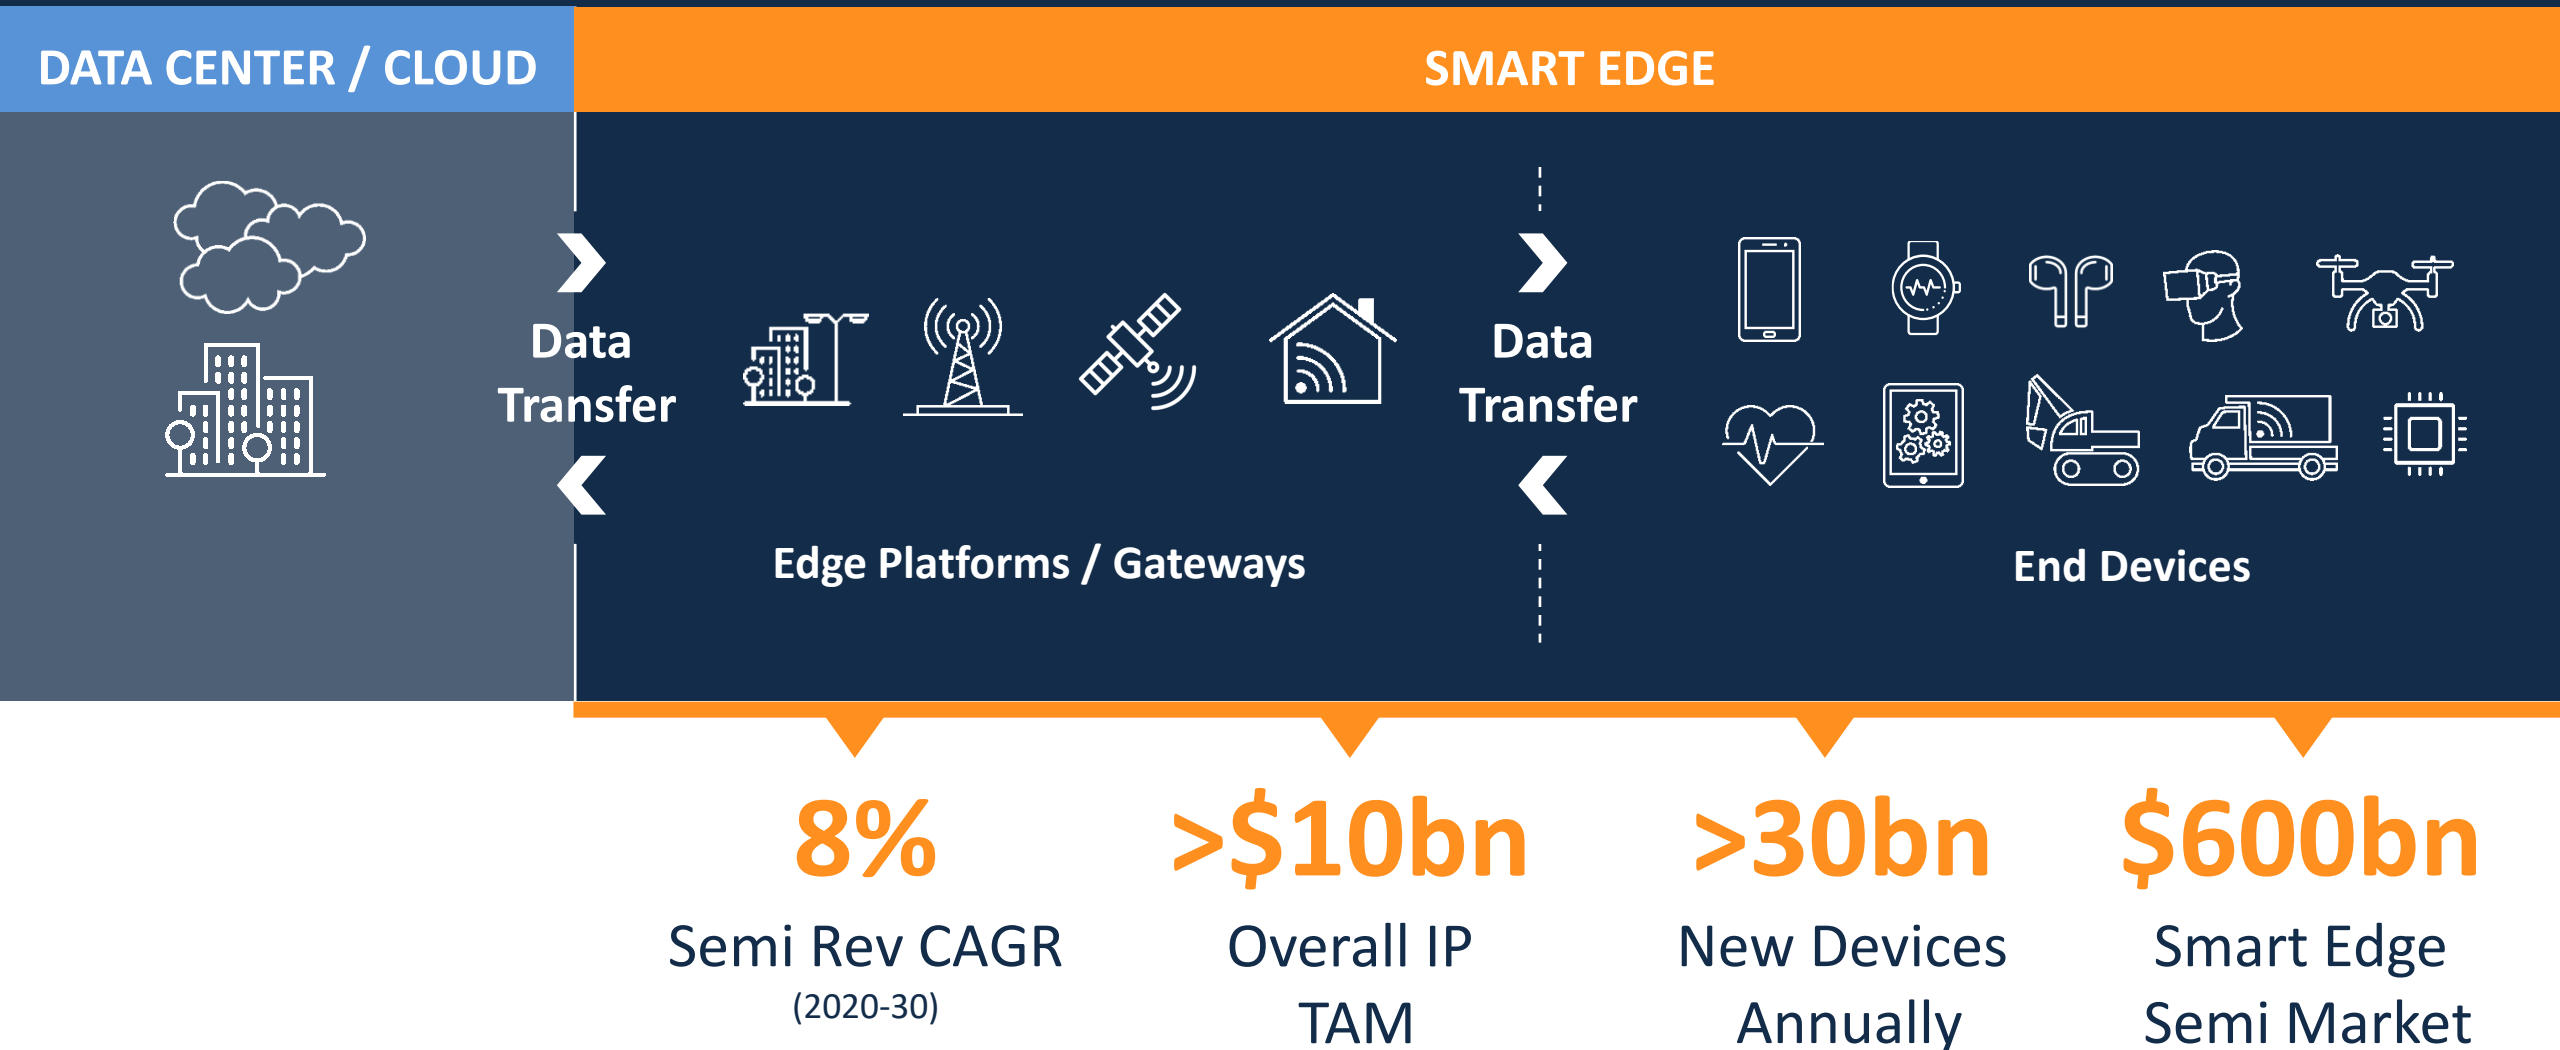 DATA CENTER / CLOUD
SMART EDGE
Data
Transfer
Data
Transfer
Edge Platforms / Gateways
End Devices
8%
Semi Rev CAGR
(2020-30)
>$10bn
Overall IP
TAM
>30bn
New Devices
Annually
$600bn
Smart Edge
Semi Market